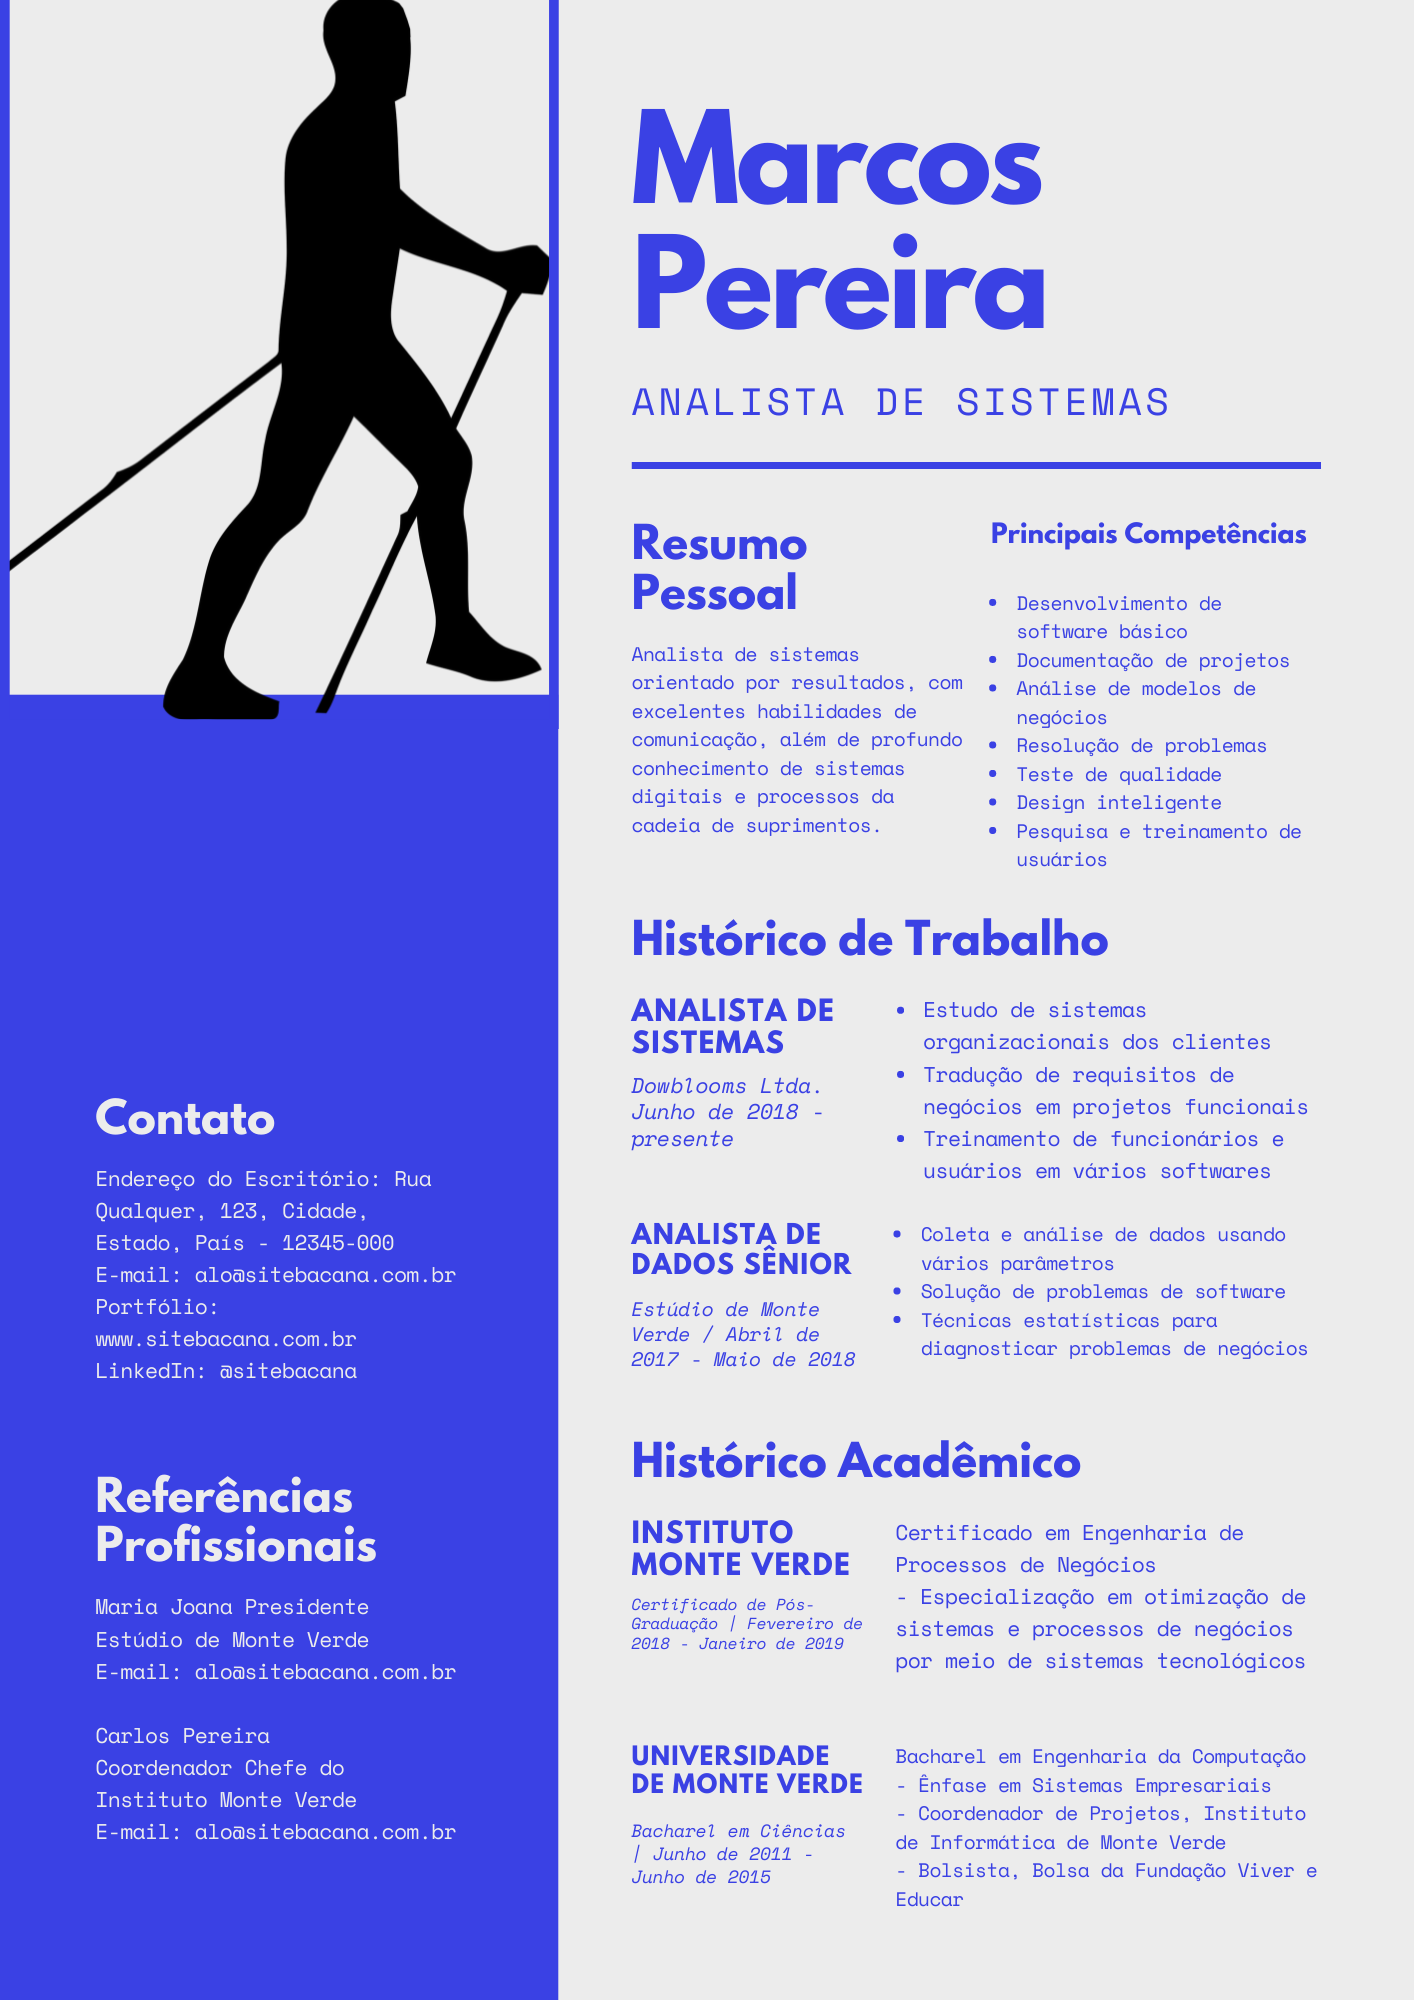 Marcos
Pereira
ANALISTA DE SISTEMAS
Resumo
Pessoal
Analista de sistemas
orientado por resultados, com
excelentes habilidades de
comunicação, além de profundo
conhecimento de sistemas
digitais e processos da
cadeia de suprimentos.
Principais Competências
• Desenvolvimento de
software básico
• Documentação de projetos
• Análise de modelos de
negócios
• Resolução de problemas
• Teste de qualidade
• Design inteligente
• Pesquisa e treinamento de
usuários
Histórico de Trabalho
ANALISTA DE
SISTEMAS
Dowblooms Ltda.
Junho de 2018 -
presente
• Estudo de sistemas
organizacionais dos clientes
• Tradução de requisitos de
negócios em projetos funcionais
• Treinamento de funcionários e
usuários em vários softwares
ANALISTA DE
DADOS SÊNIOR
Estúdio de Monte
Verde / Abril de
2017 - Maio de 2018
• Coleta e análise de dados usando
vários parâmetros
• Solução de problemas de software
• Técnicas estatísticas para
diagnosticar problemas de negócios
Histórico Acadêmico
INSTITUTO
MONTE VERDE
Certificado de Pós-
Graduação | Fevereiro de
2018 - Janeiro de 2019
Certificado em Engenharia de
Processos de Negócios
- Especialização em otimização de
sistemas e processos de negócios
por meio de sistemas tecnológicos
UNIVERSIDADE
DE MONTE VERDE
Bacharel em Ciências
| Junho de 2011 -
Junho de 2015
Bacharel em Engenharia da Computação
- Ênfase em Sistemas Empresariais
- Coordenador de Projetos, Instituto
de Informática de Monte Verde
- Bolsista, Bolsa da Fundação Viver e
Educar
Contato
Endereço do Escritório: Rua
Qualquer, 123, Cidade,
Estado, País - 12345-000
E-mail: alo@sitebacana.com.br
Portfólio:
www.sitebacana.com.br
LinkedIn: @sitebacana
Referências
Profissionais
Maria Joana Presidente
Estúdio de Monte Verde
E-mail: alo@sitebacana.com.br
Carlos Pereira
Coordenador Chefe do
Instituto Monte Verde
E-mail: alo@sitebacana.com.br